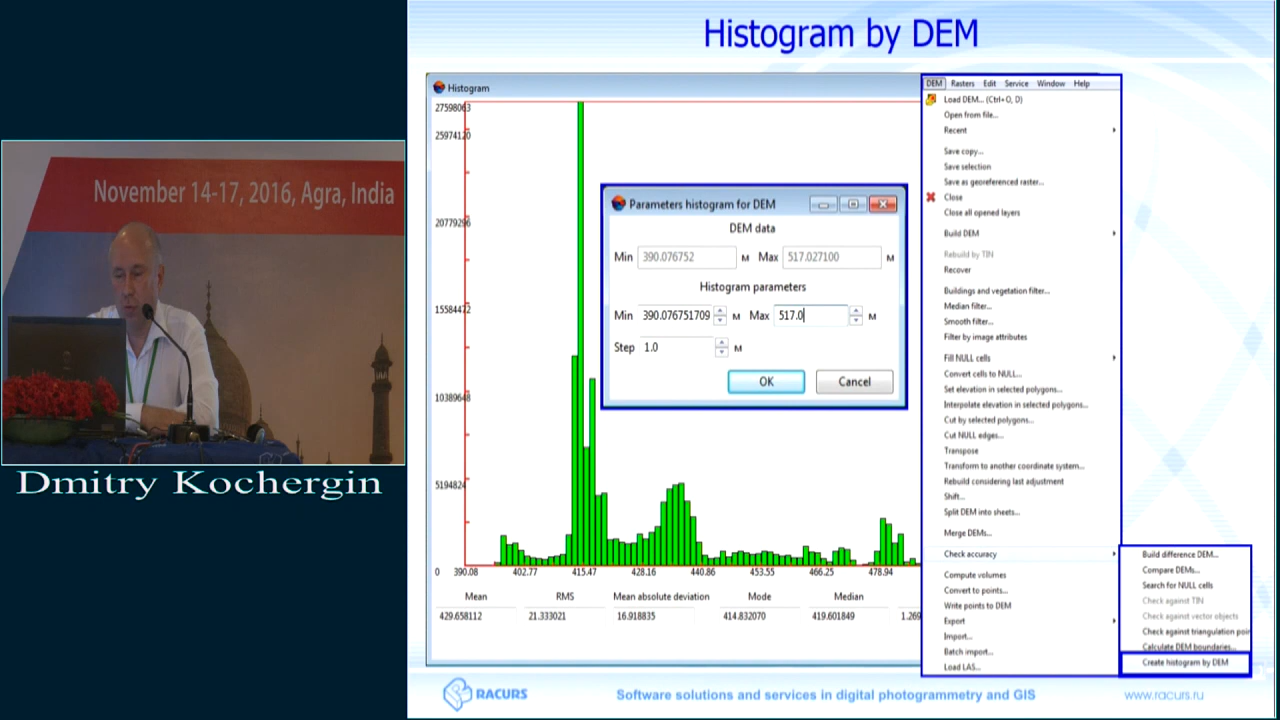 Histogram by DEM
November 14-17, 2016, Agra, India
Dmitry Kochergin
Histogram
27598063
25974120
20779296
15584472
10389648
5194824
0 390.08 402.77 415.47 428.16 440.86 453.55 466.25 478.94
Mean RMS Mean absolute deviation Mode Median
429.658112 21.333021 16.918835 414.832070 419.601849 1.269
Parameters histogram for DEM
DEM data
Min 390.076752 м Max 517.027100 м
Histogram parameters
Min 390.076751709 м Max 517.0 м
Step 1.0 м
OK Cancel
DEM Rasters Edit Service Window Help
Load DEM... (Ctrl+O, D)
Open from file...
Recent
Save copy...
Save selection
Save as georeferenced raster...
Close
Close all opened layers
Build DEM
Rebuild by TIN
Recover
Buildings and vegetation filter...
Median filter...
Smooth filter...
Filter by image attributes
Fill NULL cells
Convert cells to NULL...
Set elevation in selected polygons...
Interpolate elevation in selected polygons...
Cut by selected polygons...
Cut NULL edges...
Transpose
Transform to another coordinate system...
Rebuild considering last adjustment
Shift...
Split DEM into sheets...
Merge DEMs...
Check accuracy
Compute volumes
Convert to points...
Write points to DEM
Export
Import...
Batch import...
Load LAS...
Build difference DEM...
Compare DEMs...
Search for NULL cells
Check against TIN
Check against vector objects
Check against triangulation poin
Calculate DEM boundaries...
Create histogram by DEM
RACURS
Software solutions and services in digital photogrammetry and GIS
www.racurs.ru